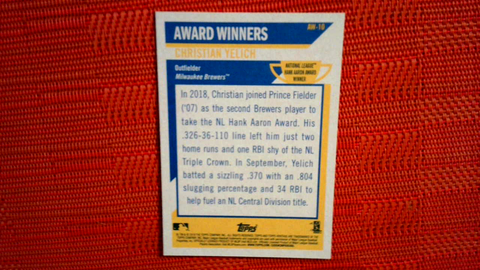 AWARD WINNERS
AW-10
CHRISTIAN YELICH
Outfielder
Milwaukee Brewers™
NATIONAL LEAGUE™
HANK AARON AWARD
WINNER
In 2018, Christian joined Prince Fielder
('07) as the second Brewers player to
take the NL Hank Aaron Award. His
.326-36-110 line left him just two
home runs and one RBI shy of the NL
Triple Crown. In September, Yelich
batted a sizzling .370 with an .804
slugging percentage and 34 RBI to
help fuel an NL Central Division title.
topps